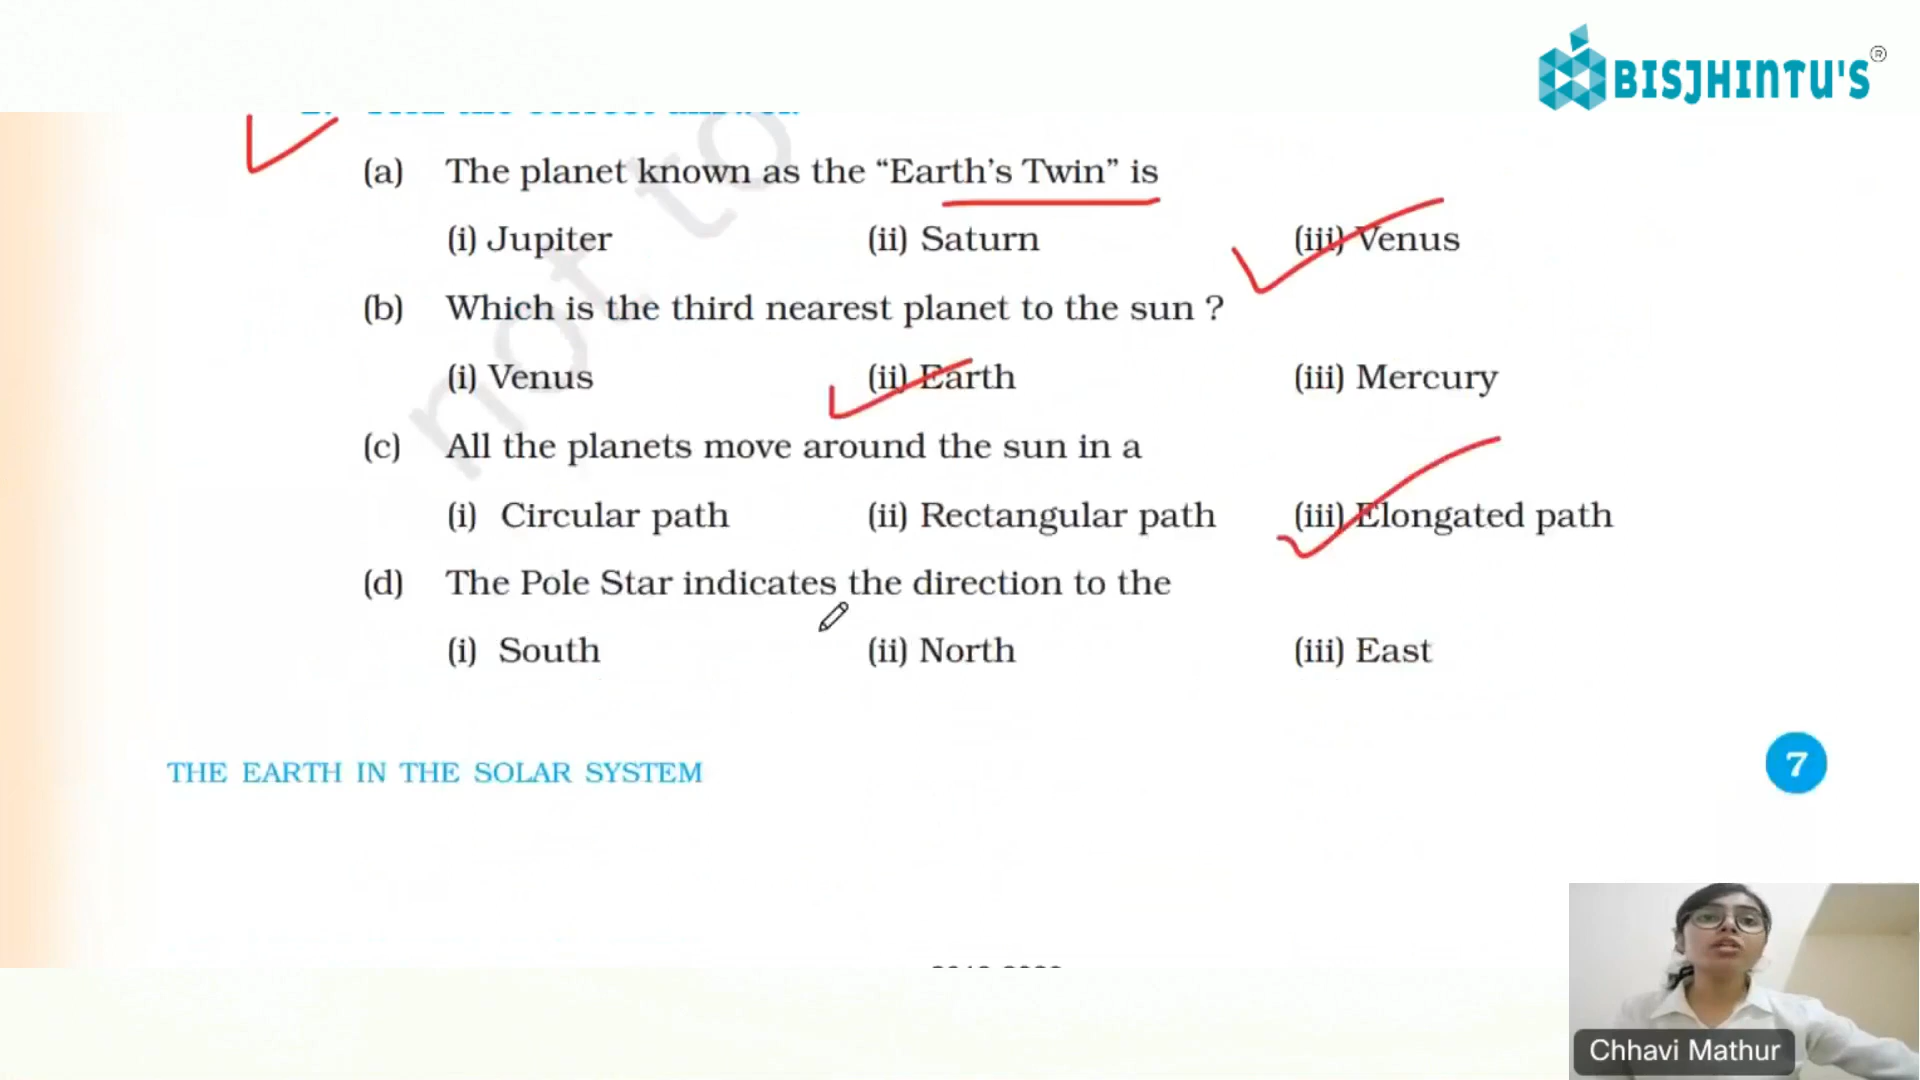 BISJHINTU'S®
(a) The planet known as the “Earth’s Twin” is
(i) Jupiter (ii) Saturn (iii) Venus
(b) Which is the third nearest planet to the sun ?
(i) Venus (ii) Earth (iii) Mercury
(c) All the planets move around the sun in a
(i) Circular path (ii) Rectangular path (iii) Elongated path
(d) The Pole Star indicates the direction to the
(i) South (ii) North (iii) East
not to
THE EARTH IN THE SOLAR SYSTEM 7
Chhavi Mathur